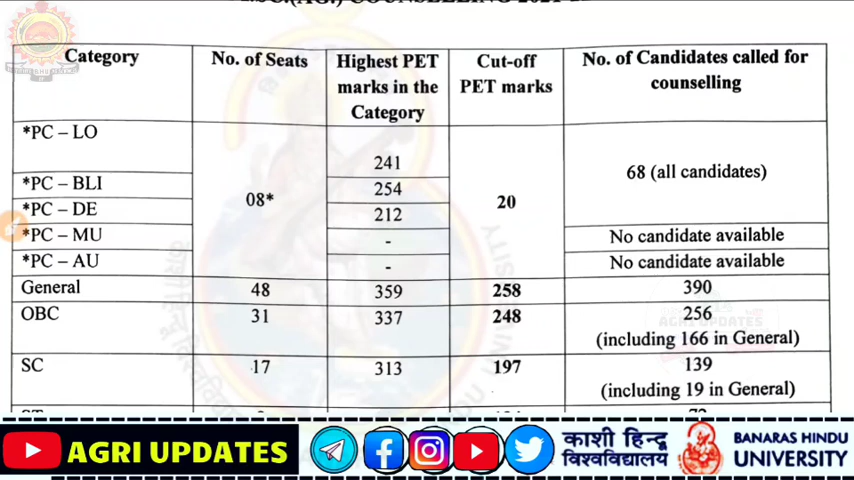 Category No. of Seats Highest PET marks in the Category Cut-off PET marks No. of Candidates called for counselling
*PC – LO 241
*PC – BLI 254
*PC – DE 212
08* 20 68 (all candidates)
*PC – MU - No candidate available
*PC – AU - No candidate available
General 48 359 258 390
OBC 31 337 248 256
(including 166 in General)
SC 17 313 197 139
(including 19 in General)
AGRI UPDATES
काशी हिन्दू
विश्वविद्यालय
BANARAS HINDU
UNIVERSITY